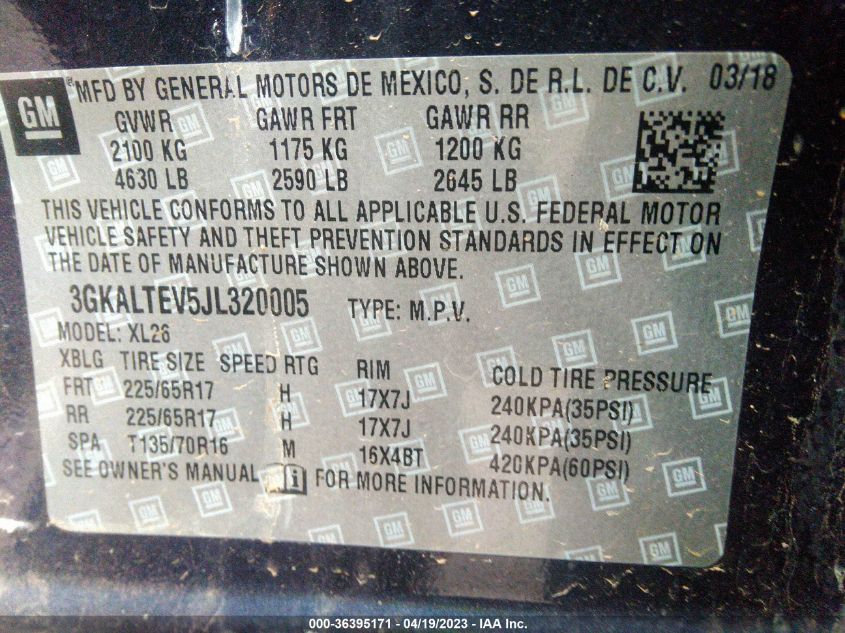 GM
MFD BY GENERAL MOTORS DE MEXICO, S. DE R.L. DE C.V. 03/18
GVWR GAWR FRT GAWR RR
2100 KG 1175 KG 1200 KG
4630 LB 2590 LB 2645 LB
THIS VEHICLE CONFORMS TO ALL APPLICABLE U.S. FEDERAL MOTOR
VEHICLE SAFETY AND THEFT PREVENTION STANDARDS IN EFFECT ON
THE DATE OF MANUFACTURE SHOWN ABOVE.
3GKALTEV5JL320005 TYPE: M.P.V.
MODEL: XL26
XBLG TIRE SIZE SPEED RTG RIM COLD TIRE PRESSURE
FRT 225/65R17 H 17X7J 240KPA(35PSI)
RR 225/65R17 H 17X7J 240KPA(35PSI)
SPA T135/70R16 M 16X4BT 420KPA(60PSI)
SEE OWNER'S MANUAL i FOR MORE INFORMATION.
000-36395171 - 04/19/2023 - IAA Inc.